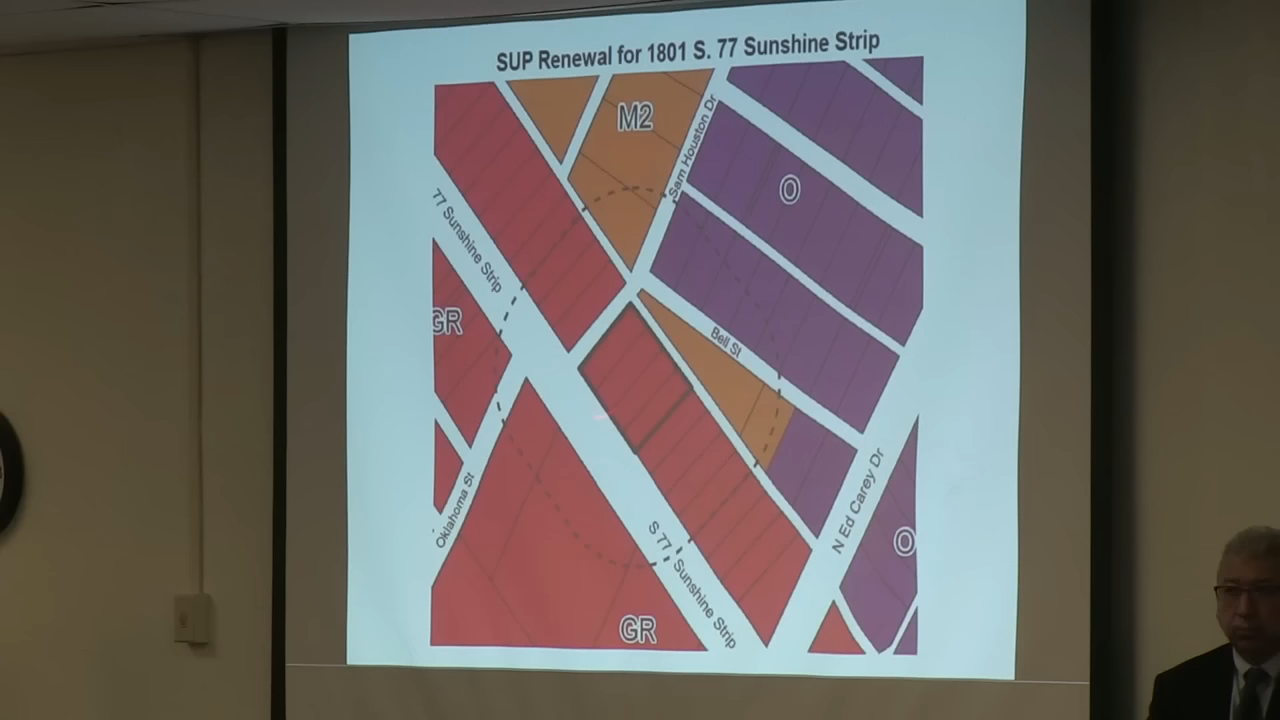 SUP Renewal for 1801 S. 77 Sunshine Strip
M2
Sam Houston Dr
O
77 Sunshine Strip
GR
Bell St
Oklahoma St
N Ed Carey Dr
S 77 Sunshine Strip
O
GR